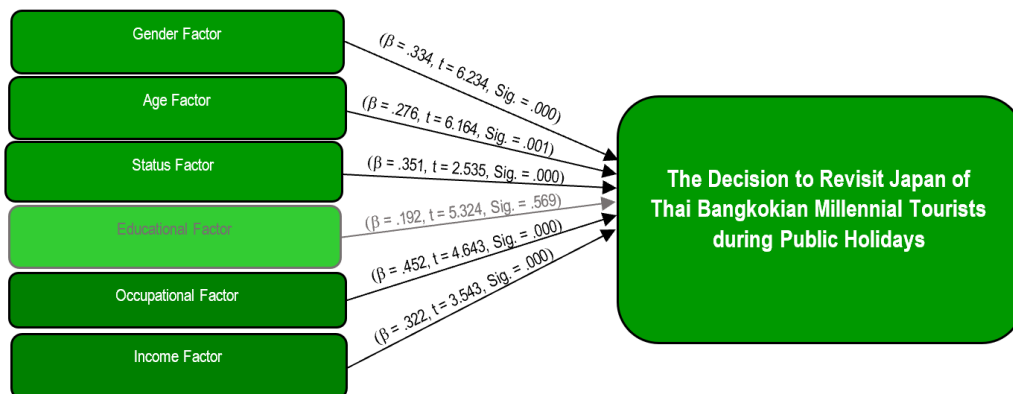 Gender Factor
(β = .334, t = 6.234, Sig. = .000)
Age Factor
(β = .276, t = 6.164, Sig. = .001)
Status Factor
(β = .351, t = 2.535, Sig. = .000)
Educational Factor
(β = .192, t = 5.324, Sig. = .569)
Occupational Factor
(β = .452, t = 4.643, Sig. = .000)
Income Factor
(β = .322, t = 3.543, Sig. = .000)
The Decision to Revisit Japan of
Thai Bangkokian Millennial Tourists
during Public Holidays